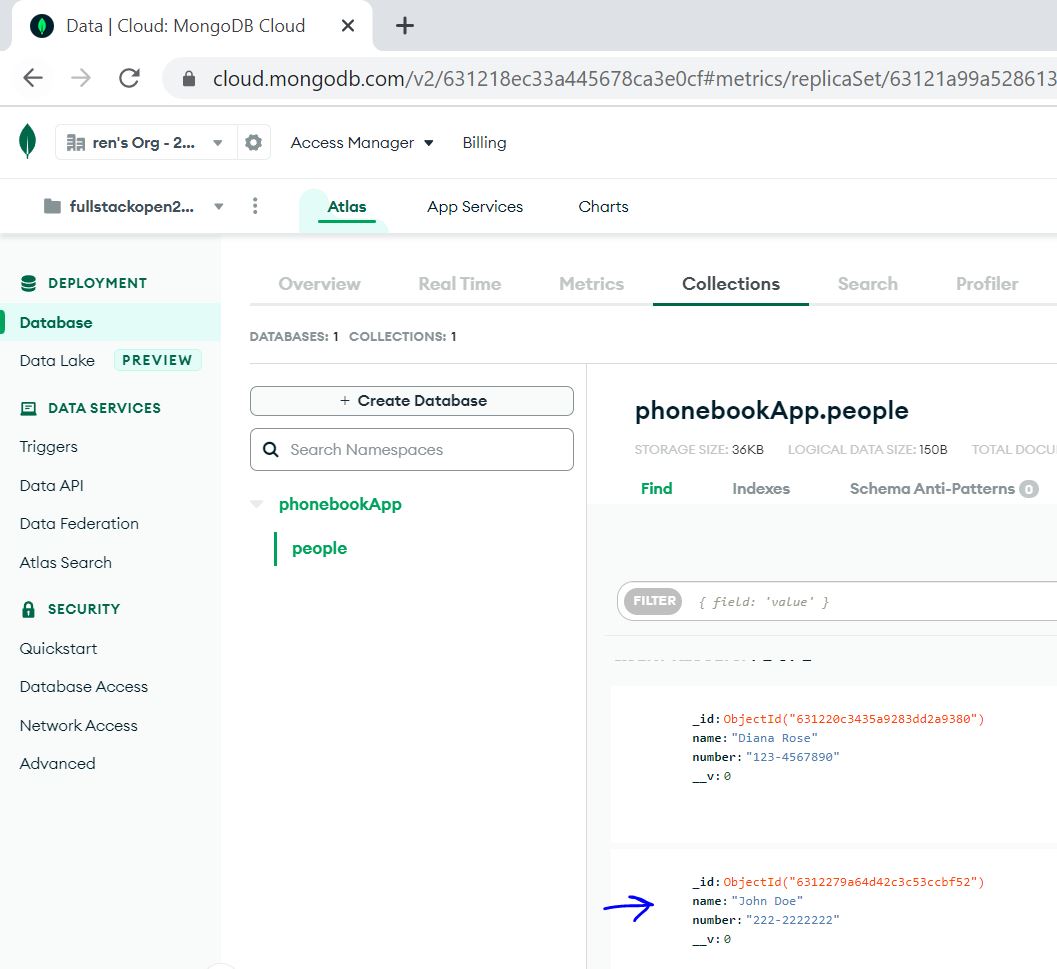 Data | Cloud: MongoDB Cloud
cloud.mongodb.com/v2/631218ec33a445678ca3e0cf#metrics/replicaSet/63121a99a528613
ren's Org - 2... Access Manager Billing
fullstackopen2... Atlas App Services Charts
DEPLOYMENT
Database
Data Lake PREVIEW
DATA SERVICES
Triggers
Data API
Data Federation
Atlas Search
SECURITY
Quickstart
Database Access
Network Access
Advanced
Overview Real Time Metrics Collections Search Profiler
DATABASES: 1 COLLECTIONS: 1
+ Create Database
Search Namespaces
phonebookApp
people
phonebookApp.people
STORAGE SIZE: 36KB LOGICAL DATA SIZE: 150B TOTAL DOCU
Find Indexes Schema Anti-Patterns 0
FILTER { field: 'value' }
_id: ObjectId("631220c3435a9283dd2a9380")
name: "Diana Rose"
number: "123-4567890"
__v: 0
_id: ObjectId("6312279a64d42c3c53ccbf52")
name: "John Doe"
number: "222-2222222"
__v: 0